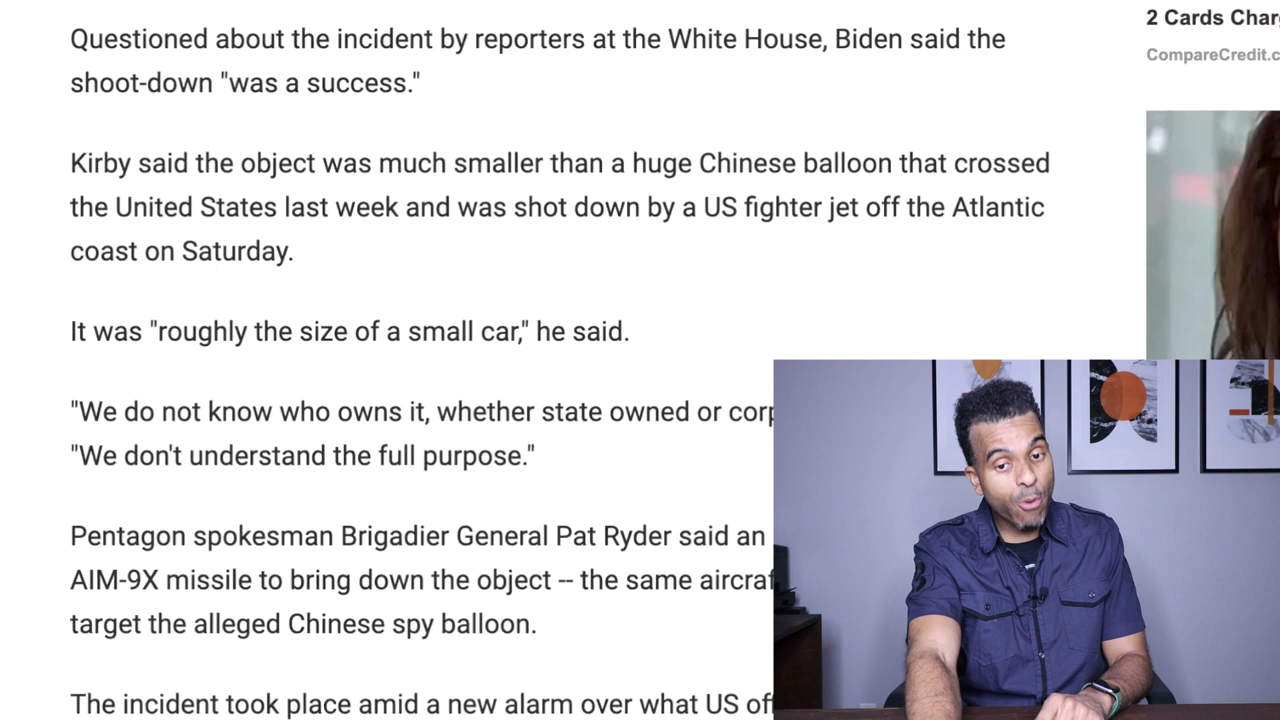 Questioned about the incident by reporters at the White House, Biden said the
shoot-down "was a success."
Kirby said the object was much smaller than a huge Chinese balloon that crossed
the United States last week and was shot down by a US fighter jet off the Atlantic
coast on Saturday.
It was "roughly the size of a small car," he said.
"We do not know who owns it, whether state owned or
"We don't understand the full purpose."
Pentagon spokesman Brigadier General Pat Ryder said an
AIM-9X missile to bring down the object -- the same
target the alleged Chinese spy balloon.
The incident took place amid a new alarm over what US
2 Cards